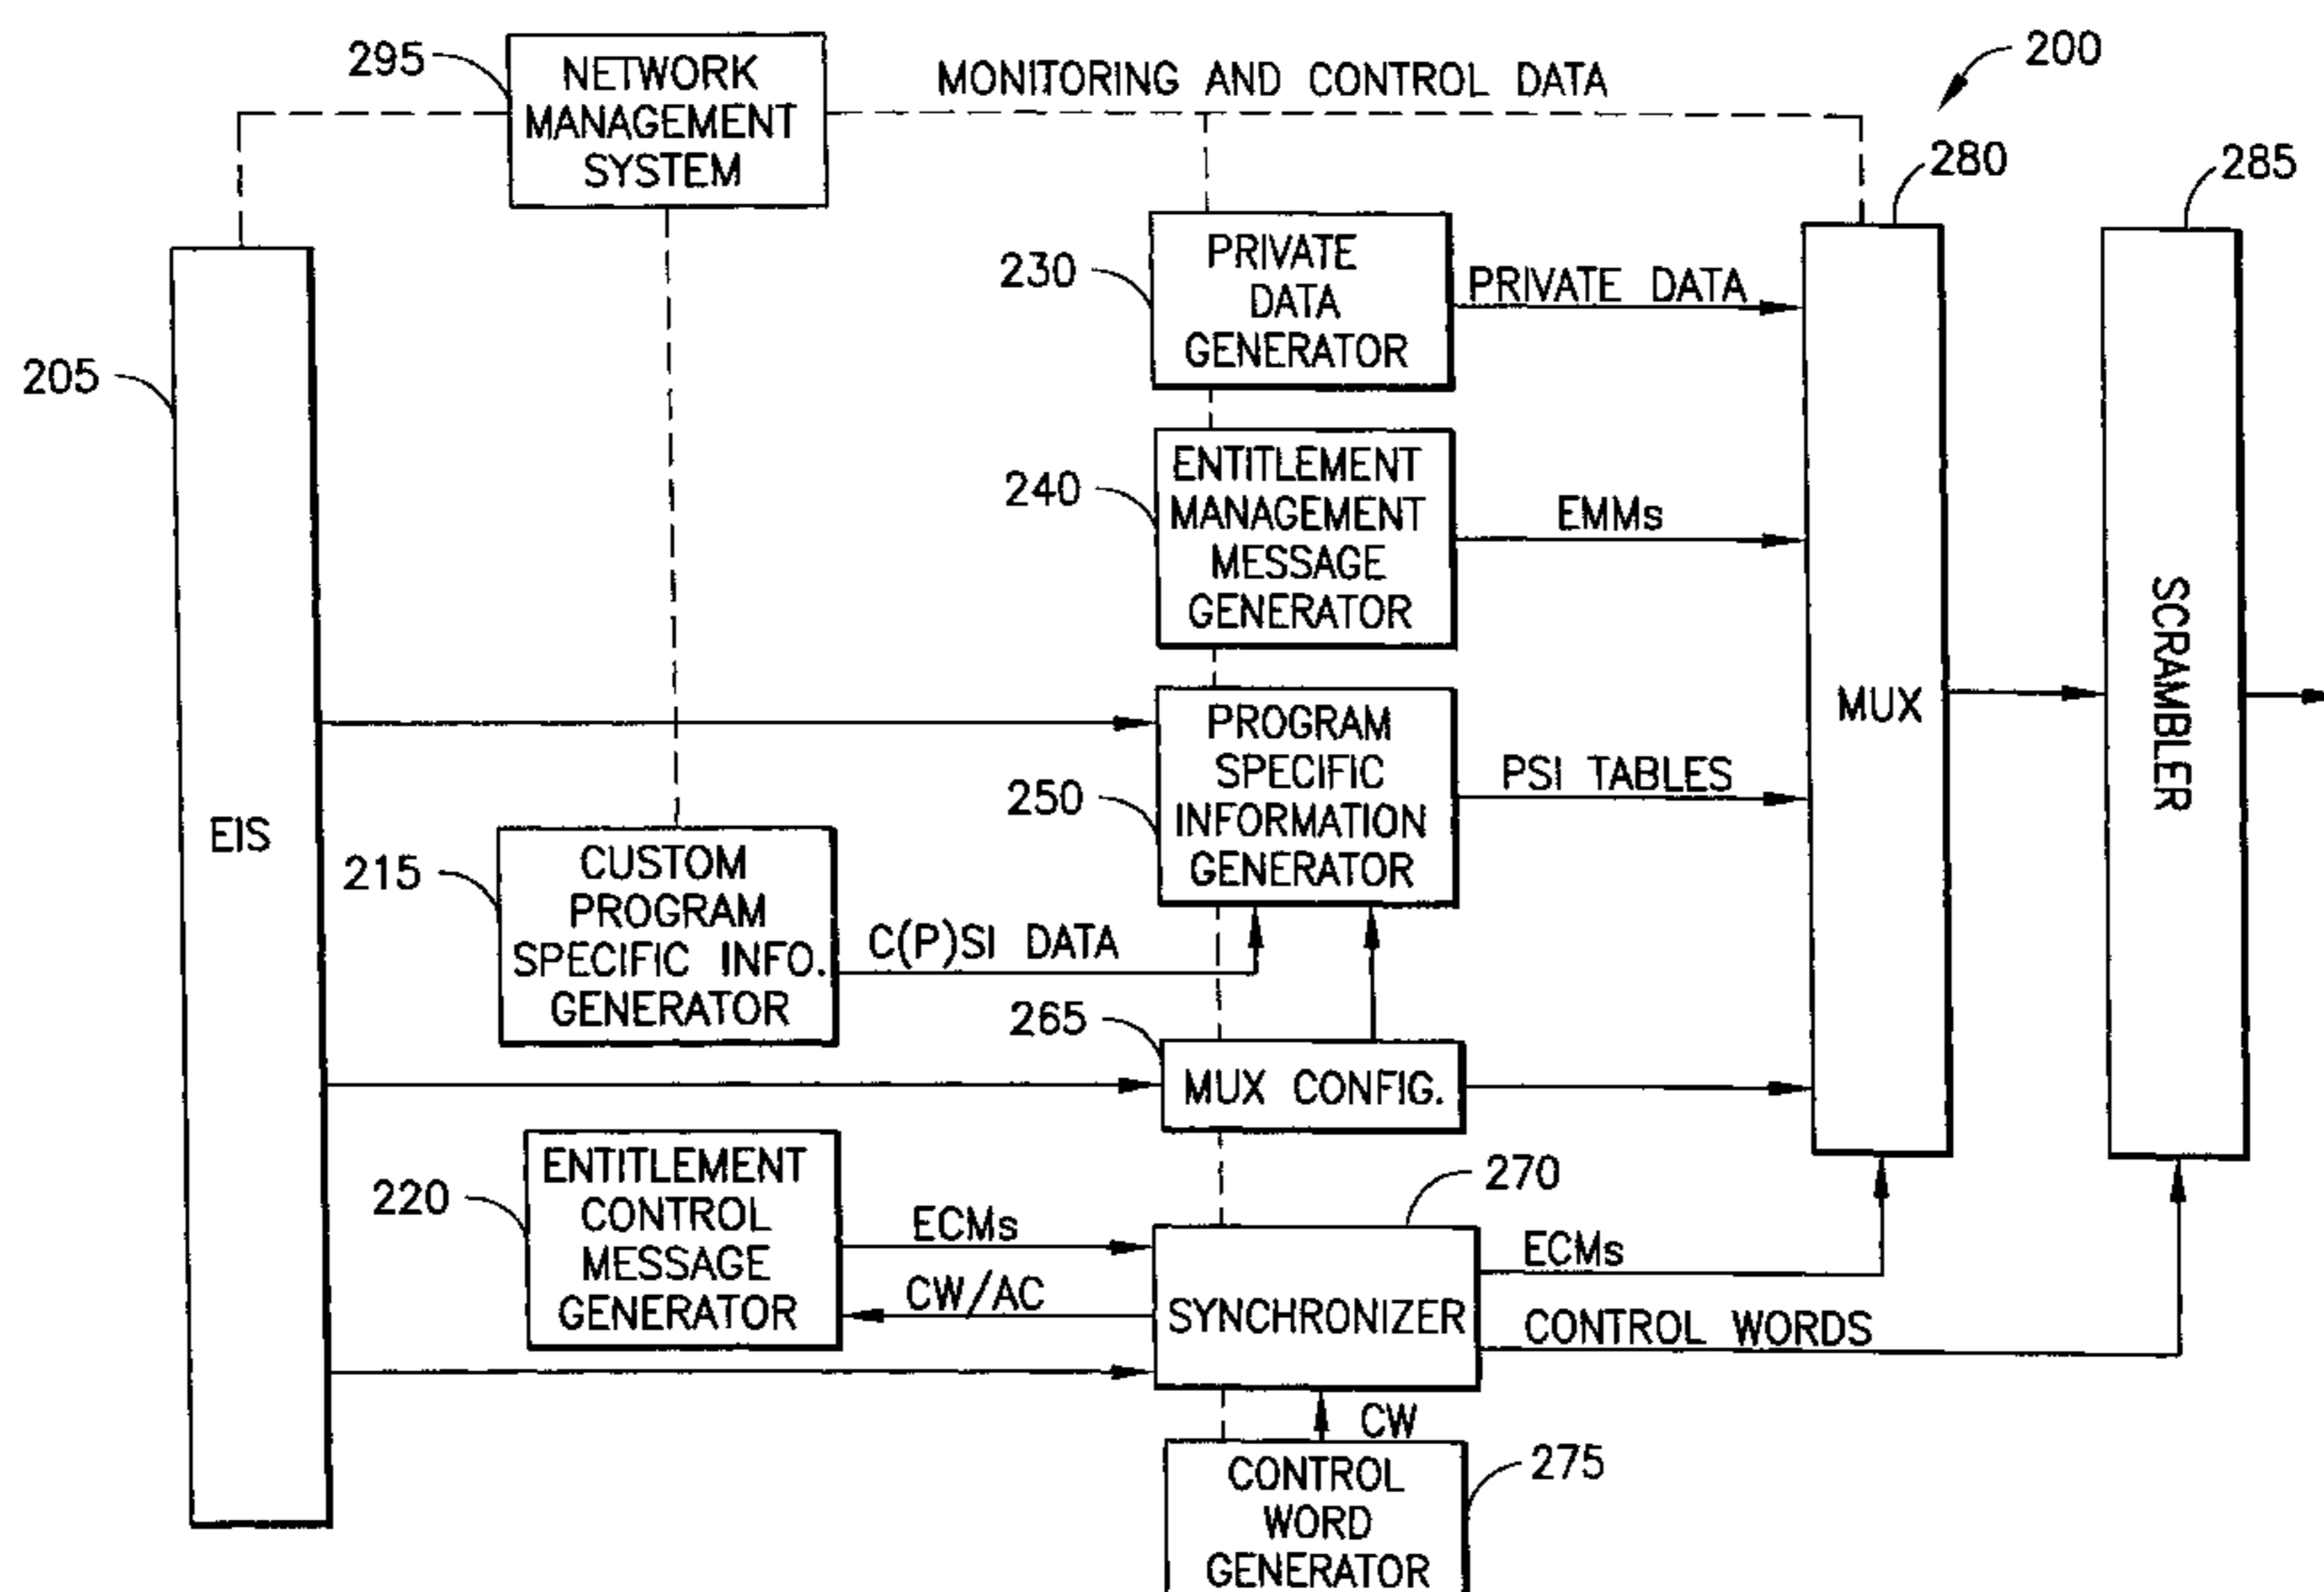 295
NETWORK
MANAGEMENT
SYSTEM
MONITORING AND CONTROL DATA
200
280
285
230
PRIVATE
DATA
GENERATOR
PRIVATE DATA
205
240
ENTITLEMENT
MANAGEMENT
MESSAGE
GENERATOR
EMMs
EIS
250
PROGRAM
SPECIFIC
INFORMATION
GENERATOR
PSI TABLES
MUX
SCRAMBLER
215
CUSTOM
PROGRAM
SPECIFIC INFO.
GENERATOR
C(P)SI DATA
265
MUX CONFIG.
220
ENTITLEMENT
CONTROL
MESSAGE
GENERATOR
ECMs
CW/AC
270
SYNCHRONIZER
ECMs
CONTROL WORDS
CW
275
CONTROL
WORD
GENERATOR